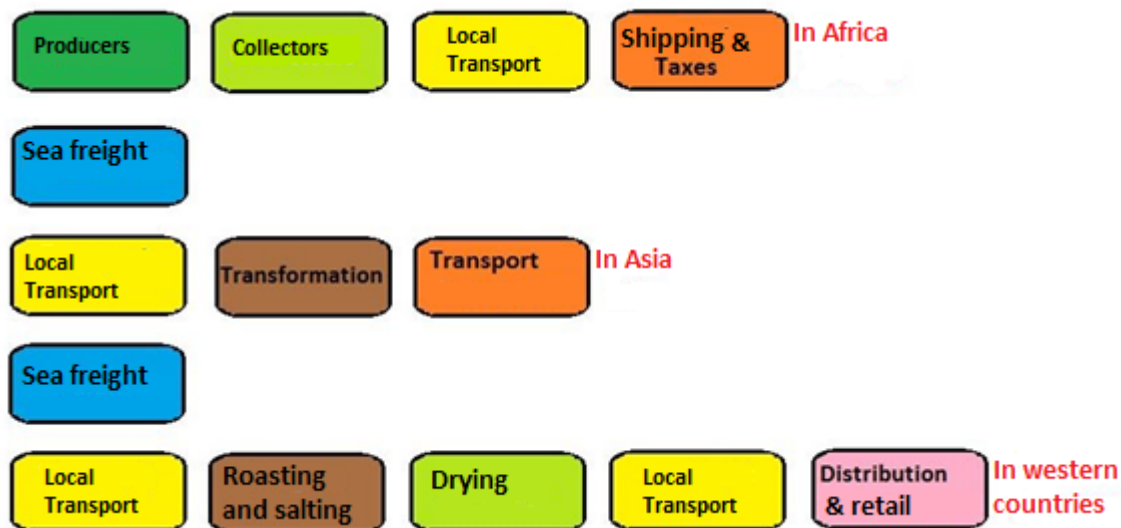 Producers
Collectors
Local
Transport
Shipping &
Taxes
In Africa
Sea freight
Local
Transport
Transformation
Transport
In Asia
Sea freight
Local
Transport
Roasting
and salting
Drying
Local
Transport
Distribution
& retail
In western
countries